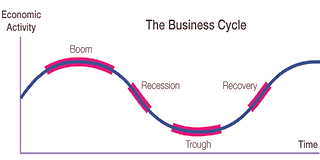 Economic
Activity
The Business Cycle
Boom
Recession
Recovery
Trough
Time